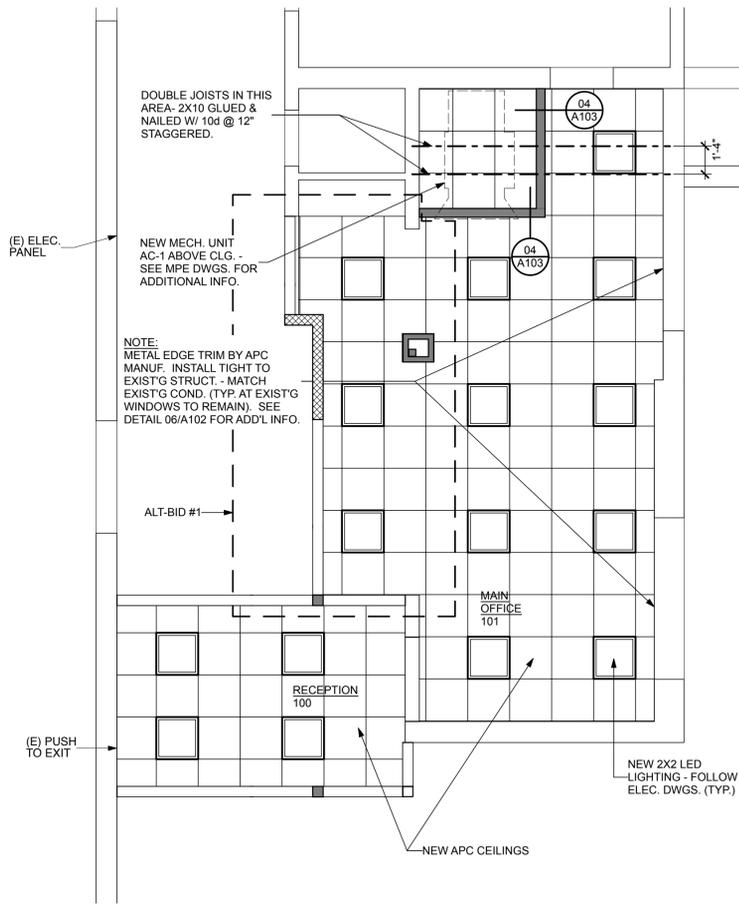 DOUBLE JOISTS IN THIS
AREA- 2X10 GLUED &
NAILED W/ 10d @ 12"
STAGGERED.
04
A103
1'-4"
(E) ELEC.
PANEL
NEW MECH. UNIT
AC-1 ABOVE CLG. -
SEE MPE DWGS. FOR
ADDITIONAL INFO.
04
A103
NOTE:
METAL EDGE TRIM BY APC
MANUF. INSTALL TIGHT TO
EXIST'G STRUCT. - MATCH
EXIST'G COND. (TYP. AT EXIST'G
WINDOWS TO REMAIN). SEE
DETAIL 06/A102 FOR ADD'L INFO.
ALT-BID #1
MAIN
OFFICE
101
RECEPTION
100
(E) PUSH
TO EXIT
NEW 2X2 LED
LIGHTING - FOLLOW
ELEC. DWGS. (TYP.)
NEW APC CEILINGS